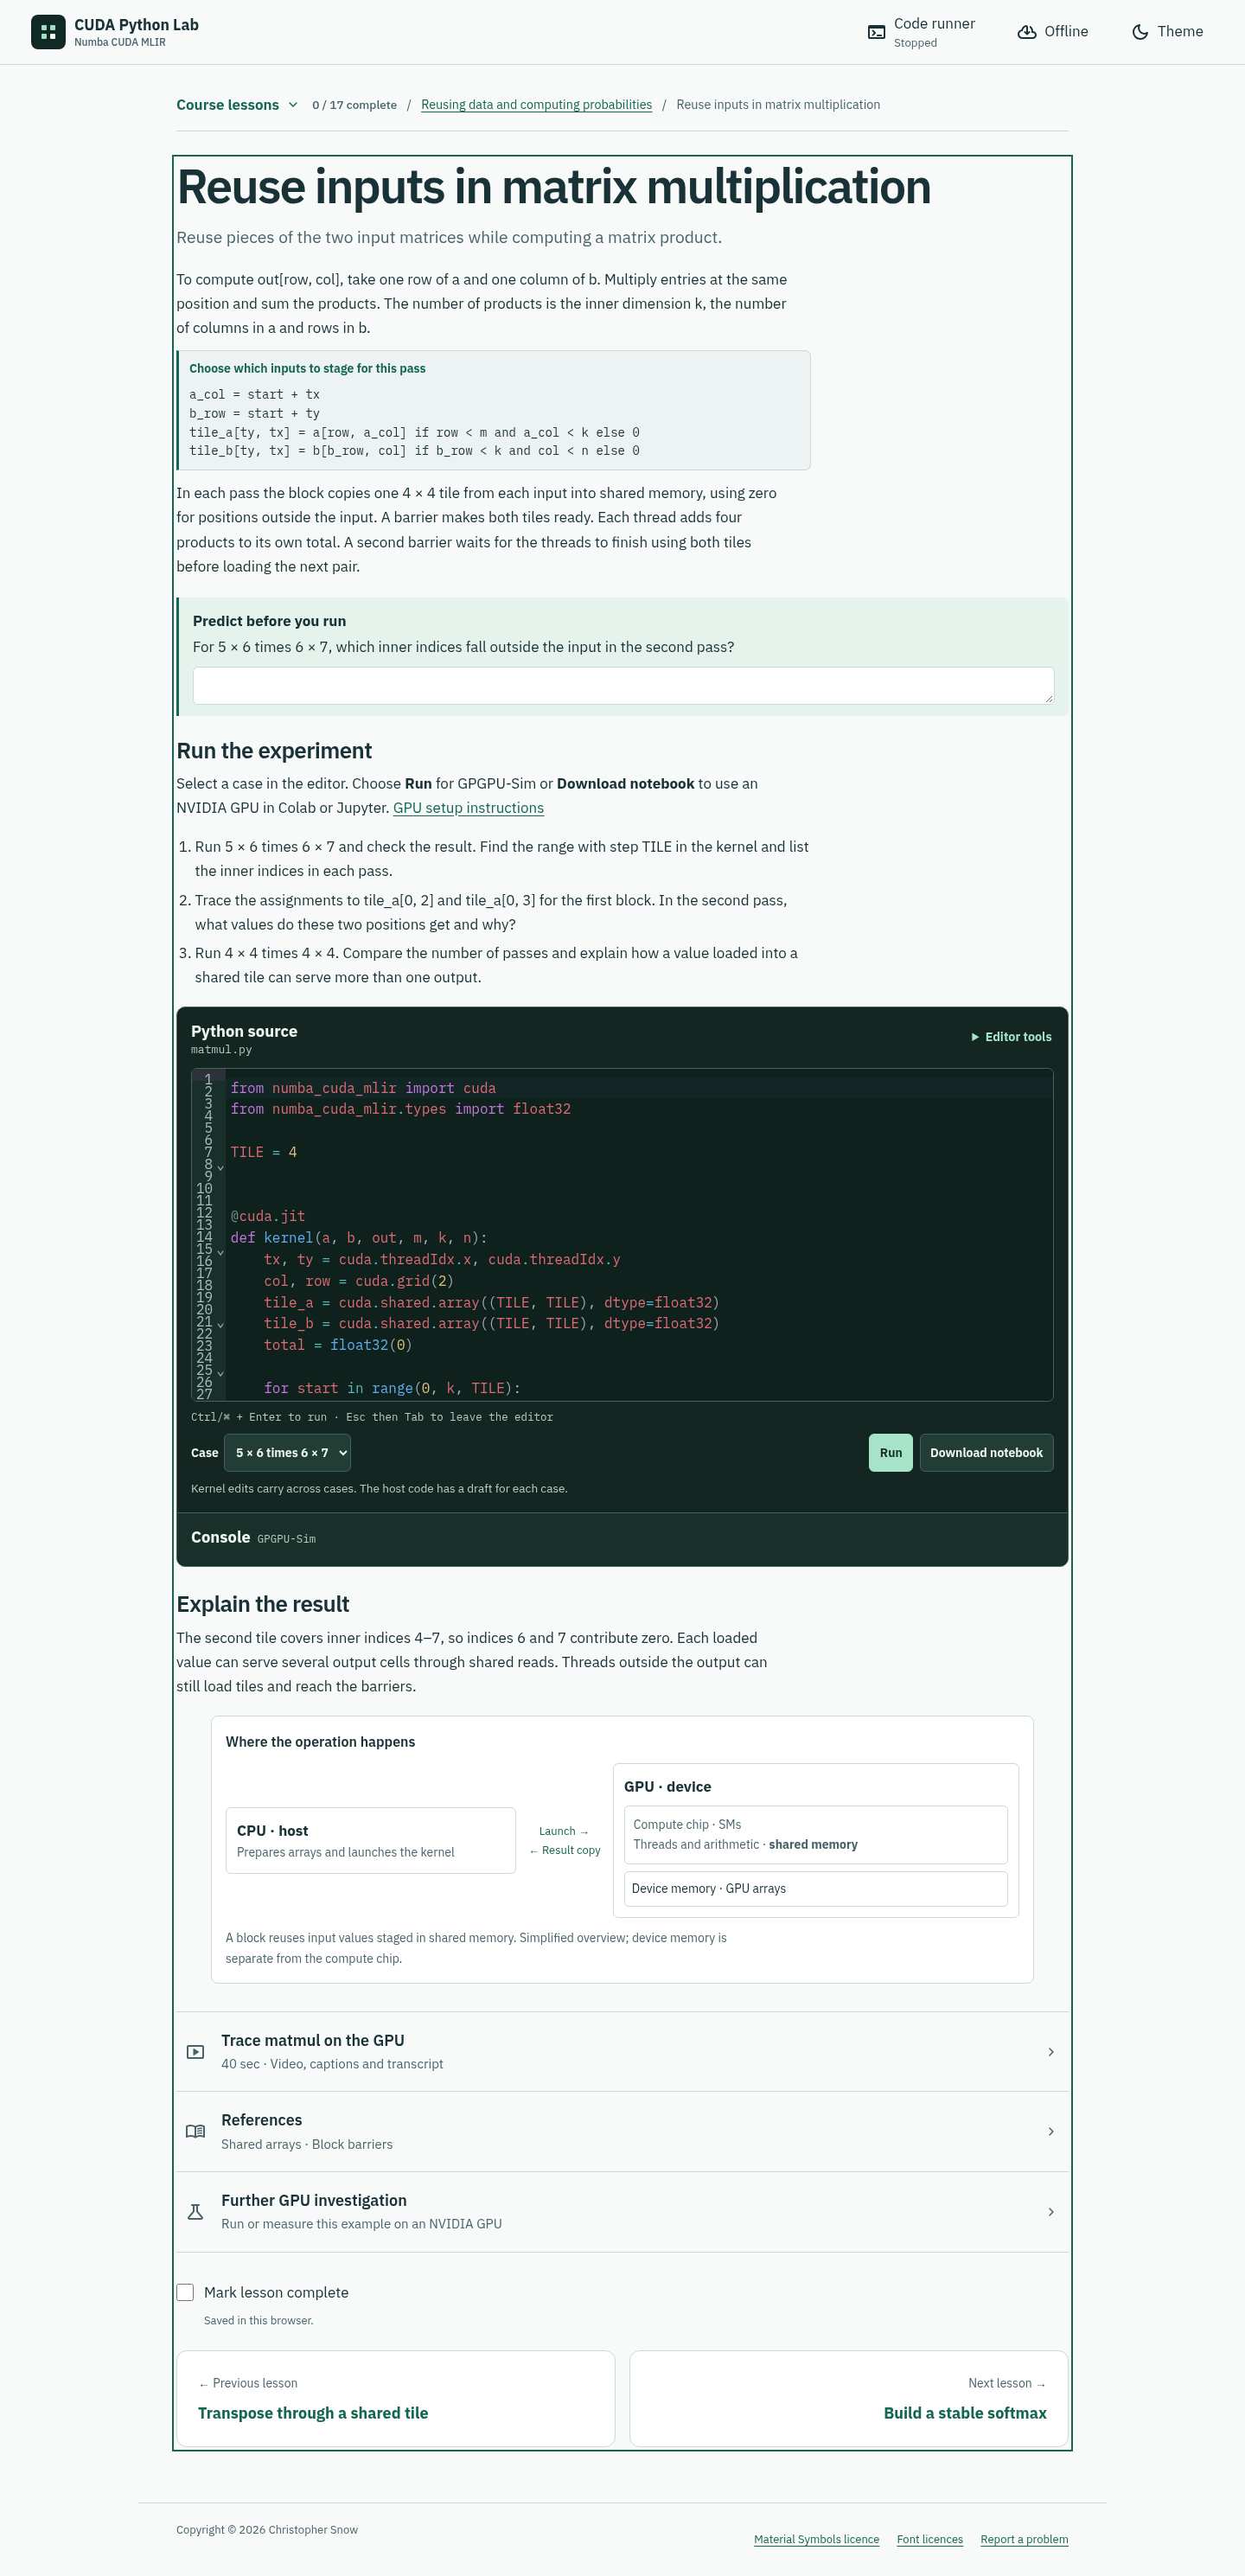 CUDA Python Lab
Numba CUDA MLIR
Code runner
Stopped
Offline
Theme
Course lessons
0 / 17 complete / Reusing data and computing probabilities / Reuse inputs in matrix multiplication
Reuse inputs in matrix multiplication
Reuse pieces of the two input matrices while computing a matrix product.
To compute out[row, col], take one row of a and one column of b. Multiply entries at the same
position and sum the products. The number of products is the inner dimension k, the number
of columns in a and rows in b.
Choose which inputs to stage for this pass
a_col = start + tx
b_row = start + ty
tile_a[ty, tx] = a[row, a_col] if row < m and a_col < k else 0
tile_b[ty, tx] = b[b_row, col] if b_row < k and col < n else 0
In each pass the block copies one 4 × 4 tile from each input into shared memory, using zero
for positions outside the input. A barrier makes both tiles ready. Each thread adds four
products to its own total. A second barrier waits for the threads to finish using both tiles
before loading the next pair.
Predict before you run
For 5 × 6 times 6 × 7, which inner indices fall outside the input in the second pass?
Run the experiment
Select a case in the editor. Choose Run for GPGPU-Sim or Download notebook to use an
NVIDIA GPU in Colab or Jupyter. GPU setup instructions
1. Run 5 × 6 times 6 × 7 and check the result. Find the range with step TILE in the kernel and list
the inner indices in each pass.
2. Trace the assignments to tile_a[0, 2] and tile_a[0, 3] for the first block. In the second pass,
what values do these two positions get and why?
3. Run 4 × 4 times 4 × 4. Compare the number of passes and explain how a value loaded into a
shared tile can serve more than one output.
Python source
matmul.py
▶ Editor tools
1
2
3
4
5
6
7
8
9
10
11
12
13
14
15
16
17
18
19
20
21
22
23
24
25
26
27
from numba_cuda_mlir import cuda
from numba_cuda_mlir.types import float32
TILE = 4
@cuda.jit
def kernel(a, b, out, m, k, n):
tx, ty = cuda.threadIdx.x, cuda.threadIdx.y
col, row = cuda.grid(2)
tile_a = cuda.shared.array((TILE, TILE), dtype=float32)
tile_b = cuda.shared.array((TILE, TILE), dtype=float32)
total = float32(0)
for start in range(0, k, TILE):
Ctrl/⌘ + Enter to run · Esc then Tab to leave the editor
Case 5 × 6 times 6 × 7
Run
Download notebook
Kernel edits carry across cases. The host code has a draft for each case.
Console GPGPU-Sim
Explain the result
The second tile covers inner indices 4–7, so indices 6 and 7 contribute zero. Each loaded
value can serve several output cells through shared reads. Threads outside the output can
still load tiles and reach the barriers.
Where the operation happens
CPU · host
Prepares arrays and launches the kernel
Launch →
← Result copy
GPU · device
Compute chip · SMs
Threads and arithmetic · shared memory
Device memory · GPU arrays
A block reuses input values staged in shared memory. Simplified overview; device memory is
separate from the compute chip.
Trace matmul on the GPU
40 sec · Video, captions and transcript
References
Shared arrays · Block barriers
Further GPU investigation
Run or measure this example on an NVIDIA GPU
Mark lesson complete
Saved in this browser.
← Previous lesson
Transpose through a shared tile
Next lesson →
Build a stable softmax
Copyright © 2026 Christopher Snow
Material Symbols licence
Font licences
Report a problem